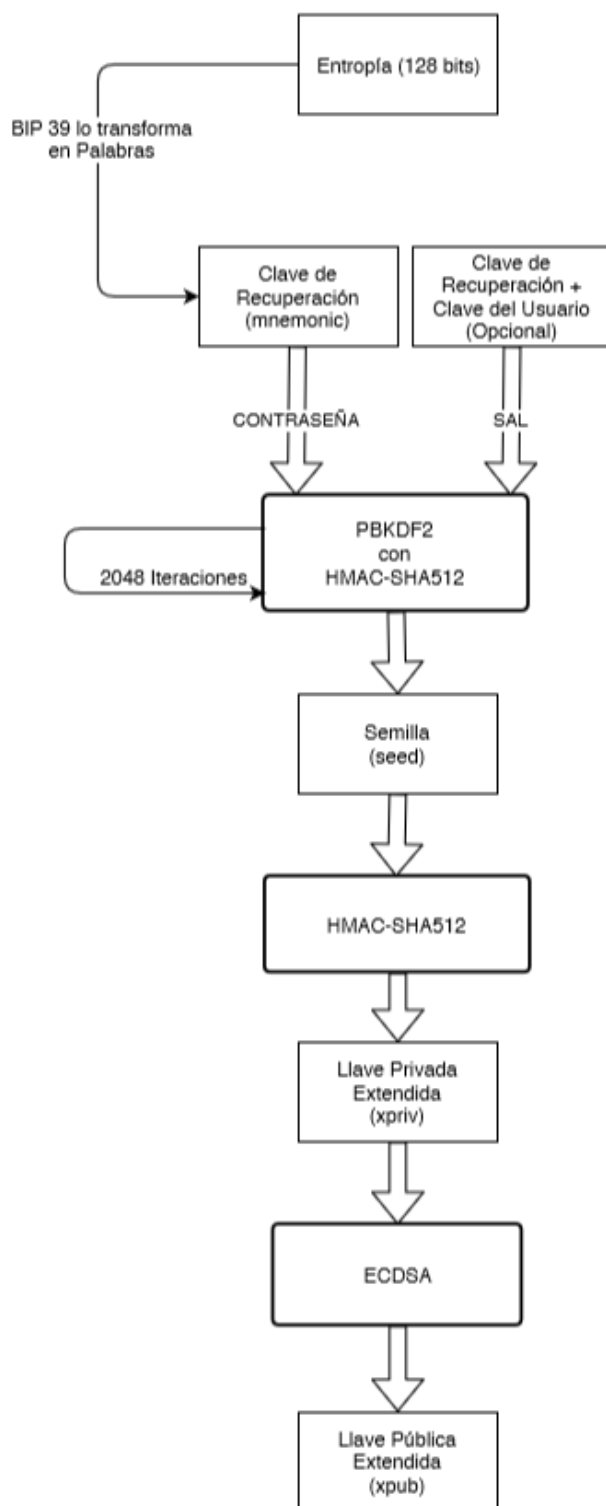 Entropía (128 bits)
BIP 39 lo transforma
en Palabras
Clave de
Recuperación
(mnemonic)
Clave de
Recuperación +
Clave del Usuario
(Opcional)
CONTRASEÑA
SAL
PBKDF2
con
HMAC-SHA512
2048 Iteraciones
Semilla
(seed)
HMAC-SHA512
Llave Privada
Extendida
(xpriv)
ECDSA
Llave Pública
Extendida
(xpub)